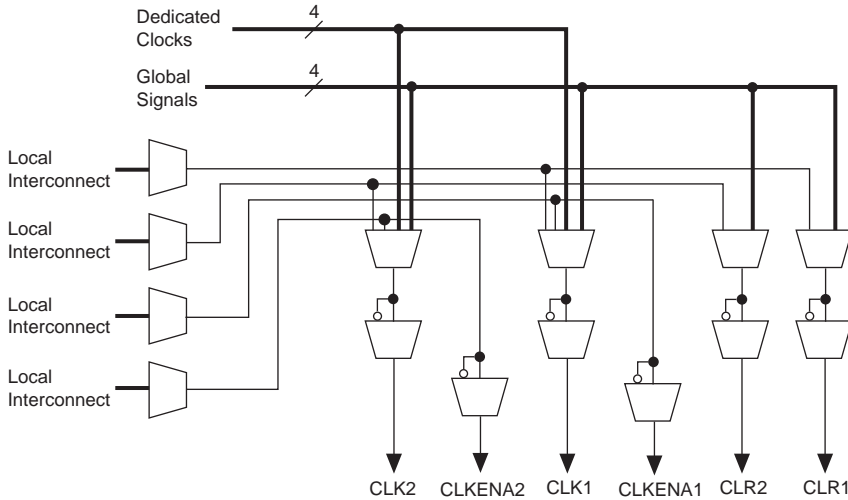 Dedicated
Clocks
4
Global
Signals
4
Local
Interconnect
Local
Interconnect
Local
Interconnect
Local
Interconnect
CLK2 CLKENA2 CLK1 CLKENA1 CLR2 CLR1